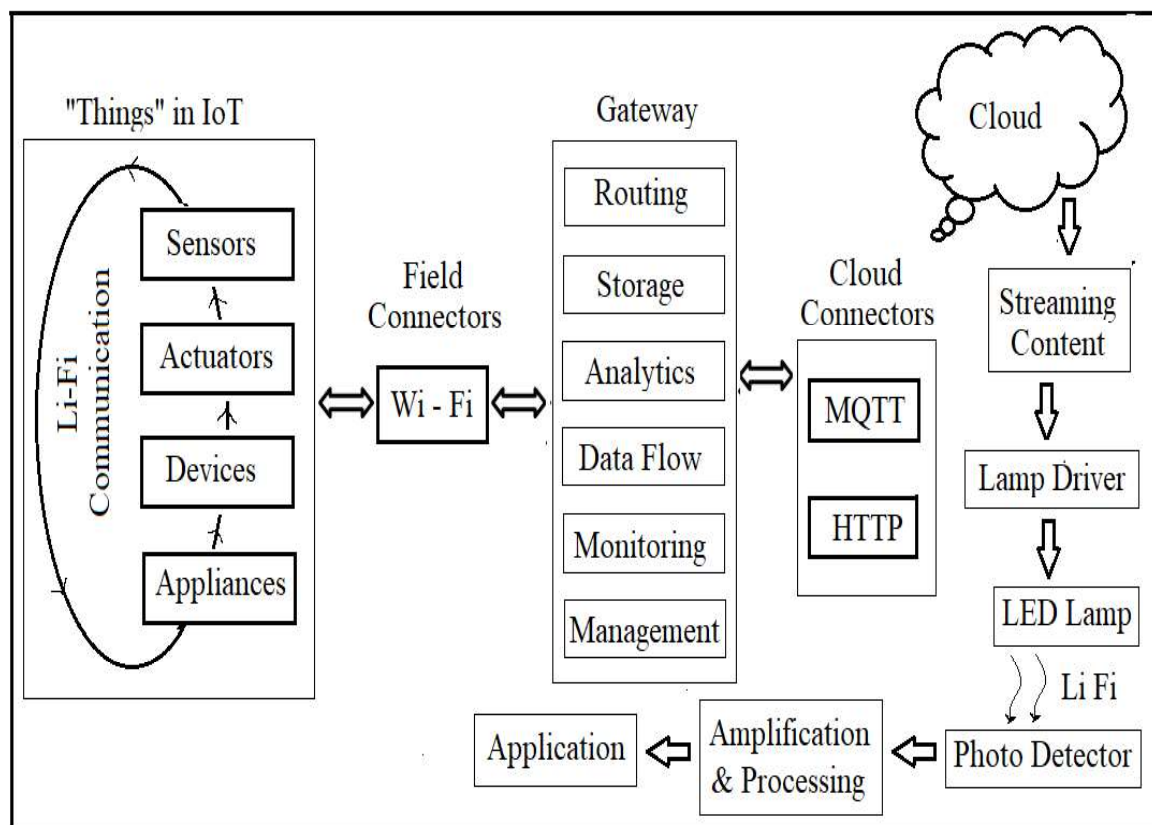 "Things" in IoT
Li-Fi
Communication
Sensors
Actuators
Devices
Appliances
Field
Connectors
Wi - Fi
Gateway
Routing
Storage
Analytics
Data Flow
Monitoring
Management
Cloud
Connectors
MQTT
HTTP
Cloud
Streaming
Content
Lamp Driver
LED Lamp
Li Fi
Photo Detector
Amplification
& Processing
Application